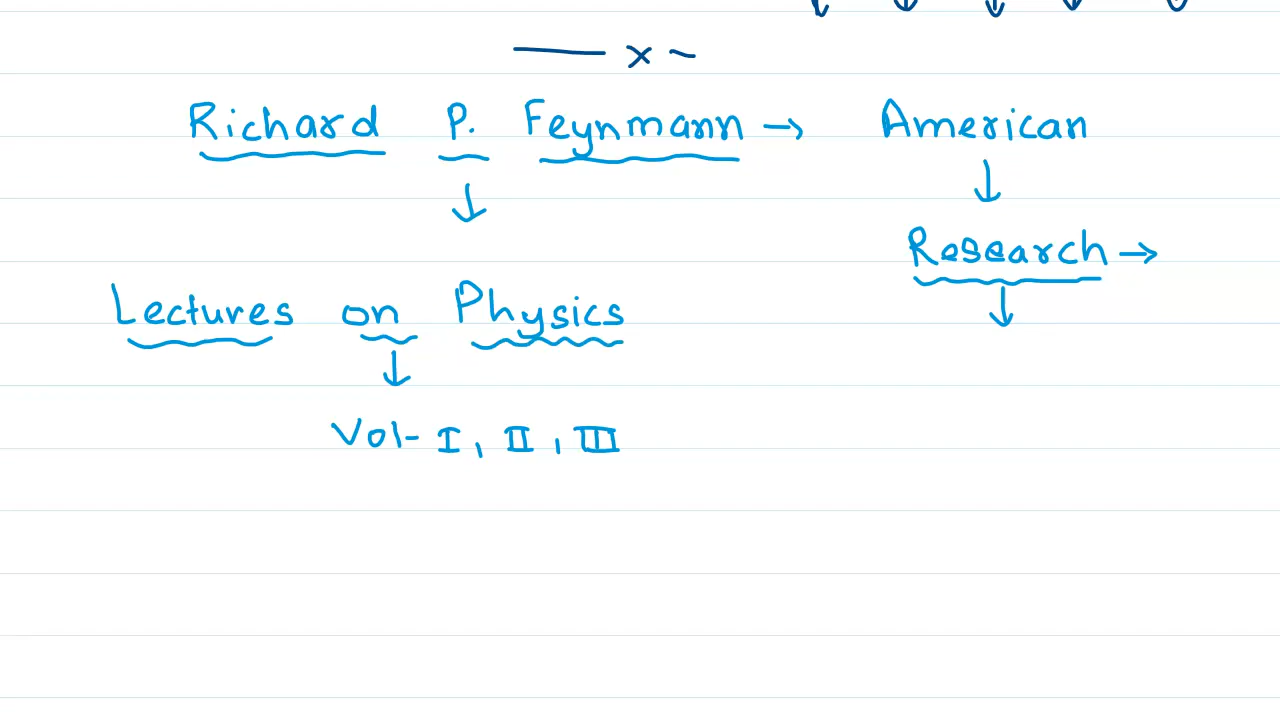 — x ~
Richard P. Feynmann → American
↓ ↓
Research →
↓
Lectures on Physics
↓
Vol- I, II, III